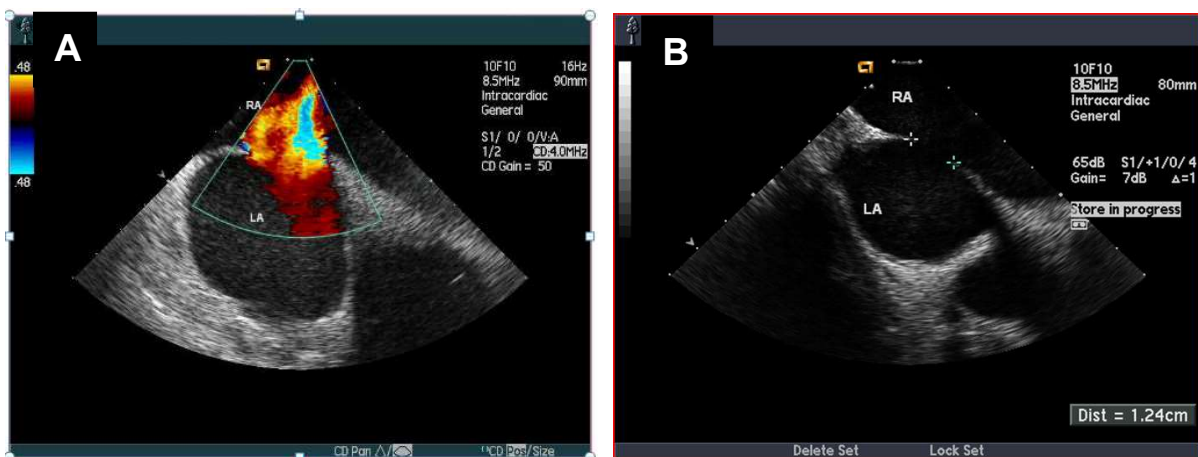 A
.48
.48
RA
LA
10F10 16Hz
8.5MHz 90mm
Intracardiac
General
S1/ 0/ 0/V:A
1/2 CD:4.0MHz
CD Gain = 50
CD Pan
CD Pos/Size
B
RA
LA
10F10
8.5MHz 80mm
Intracardiac
General
65dB S1/+1/0/ 4
Gain= 7dB Δ=1
Store in progress
Dist = 1.24cm
Delete Set Lock Set